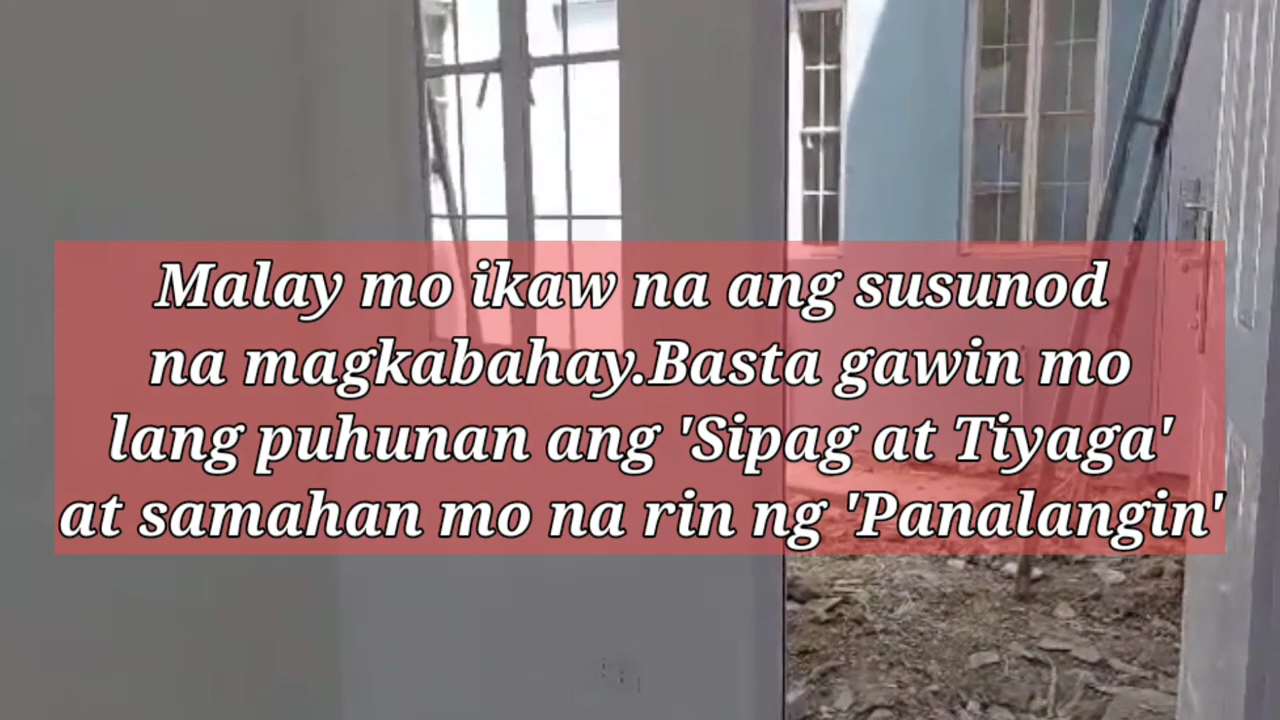 Malay mo ikaw na ang susunod
na magkabahay.Basta gawin mo
lang puhunan ang 'Sipag at Tiyaga'
at samahan mo na rin ng 'Panalangin'